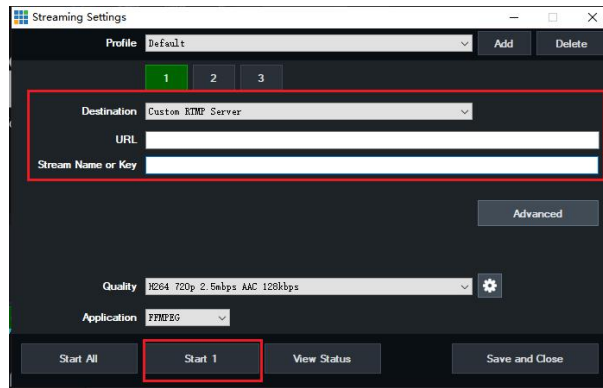 Streaming Settings
Profile Default Add Delete
1 2 3
Destination Custom RTMP Server
URL
Stream Name or Key
Advanced
Quality H264 720p 2.5mbps AAC 128kbps
Application FFMPEG
Start All Start 1 View Status Save and Close